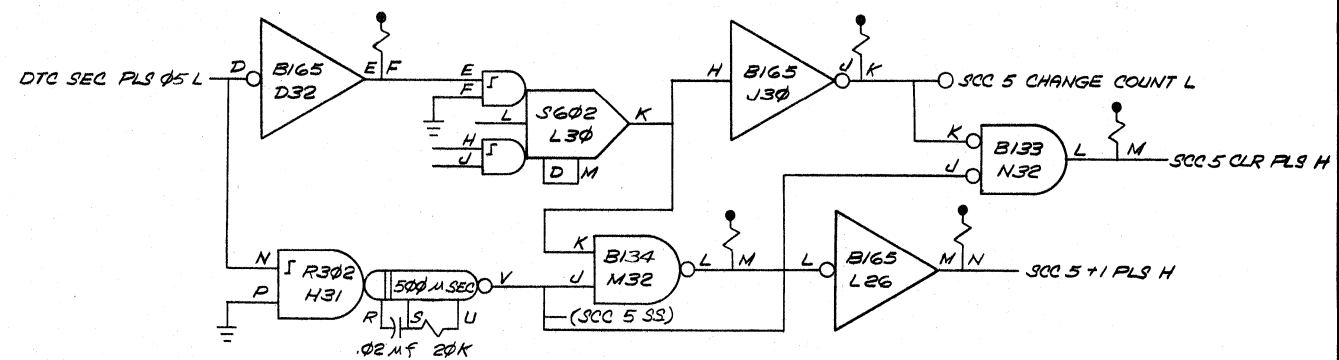 DTC SEC PLS Ø5 L
D
B165
D32
E F
E
F
L
H
J
S6Ø2
L3Ø
D M
K
H
B165
J3Ø
J K
SCC 5 CHANGE COUNT L
K
J
B133
N32
L M
SCC 5 CLR PLS H
N
P
R3Ø2
H31
5ØØ µ SEC
R S U
.Ø2 µf 2ØK
V
(SCC 5 SS)
K
J
B134
M32
L M
L
B165
L26
M N
SCC 5 +1 PLS H